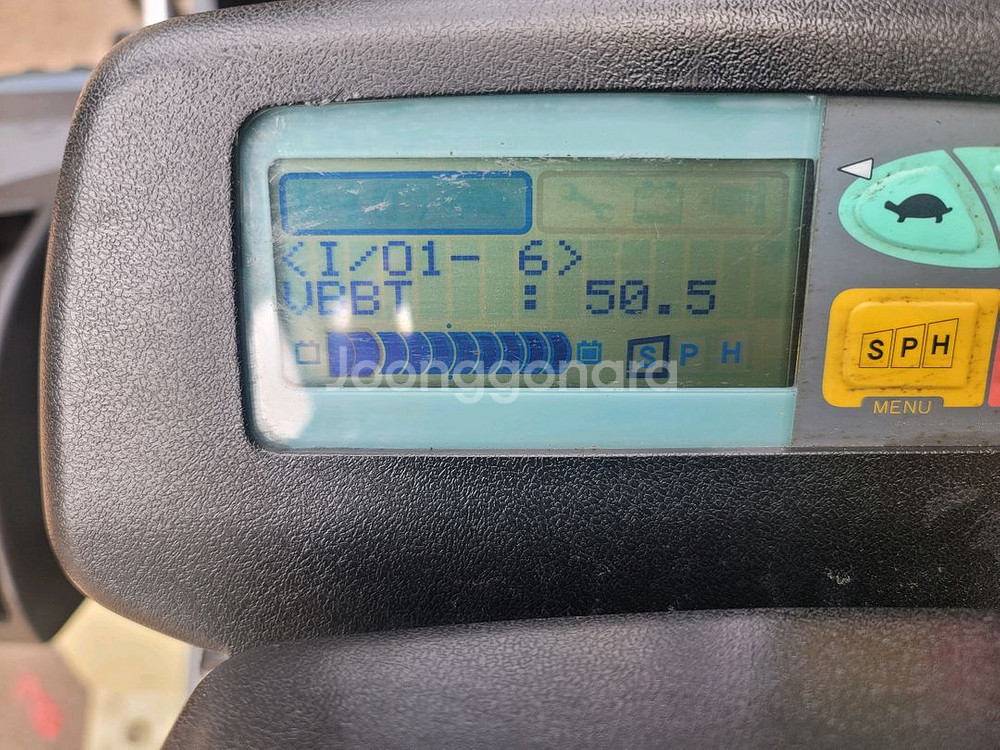 <I/O1- 6>
VBBT : 50.5
S P H
SPH
MENU
Joonggonara